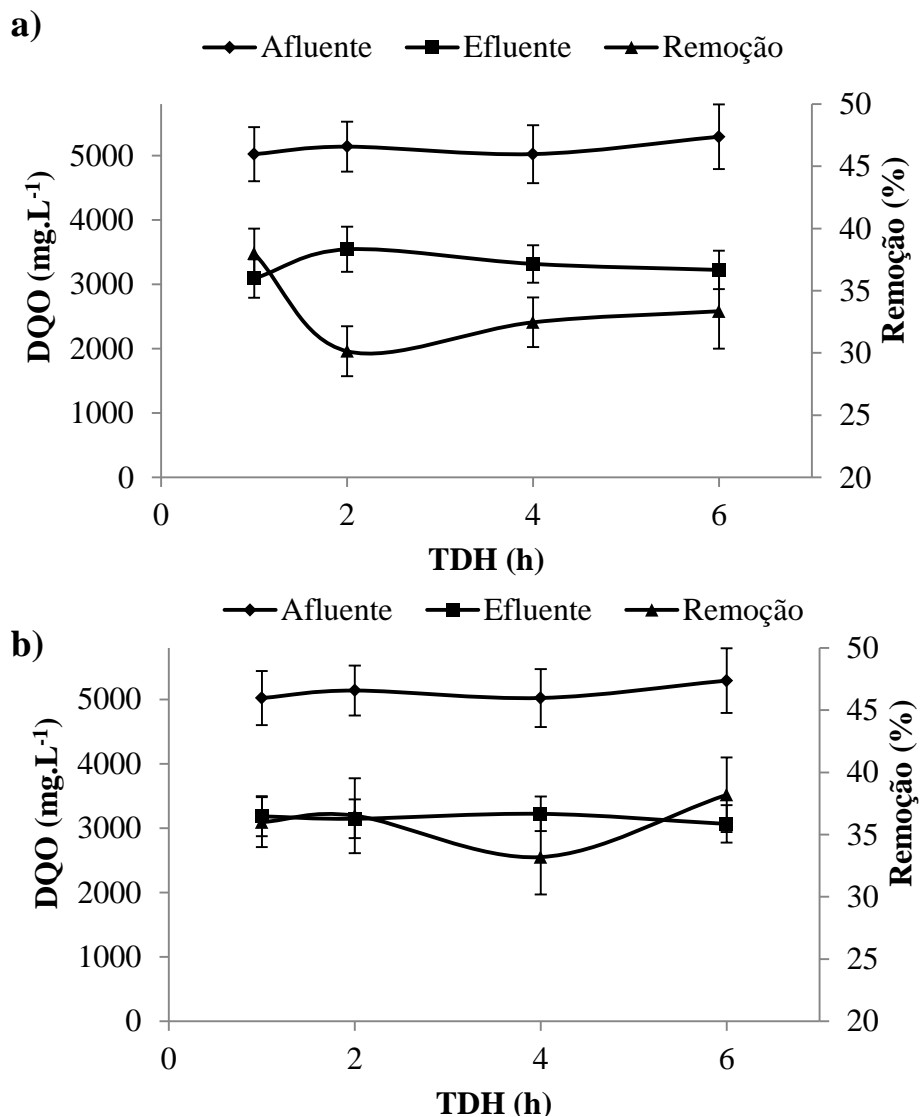 a)
Afluente Efluente Remoção
DQO (mg.L⁻¹)
5000
4000
3000
2000
1000
0
0 2 4 6
TDH (h)
50
45
40
35
30
25
20
Remoção (%)
b)
Afluente Efluente Remoção
DQO (mg.L⁻¹)
5000
4000
3000
2000
1000
0
0 2 4 6
TDH (h)
50
45
40
35
30
25
20
Remoção (%)